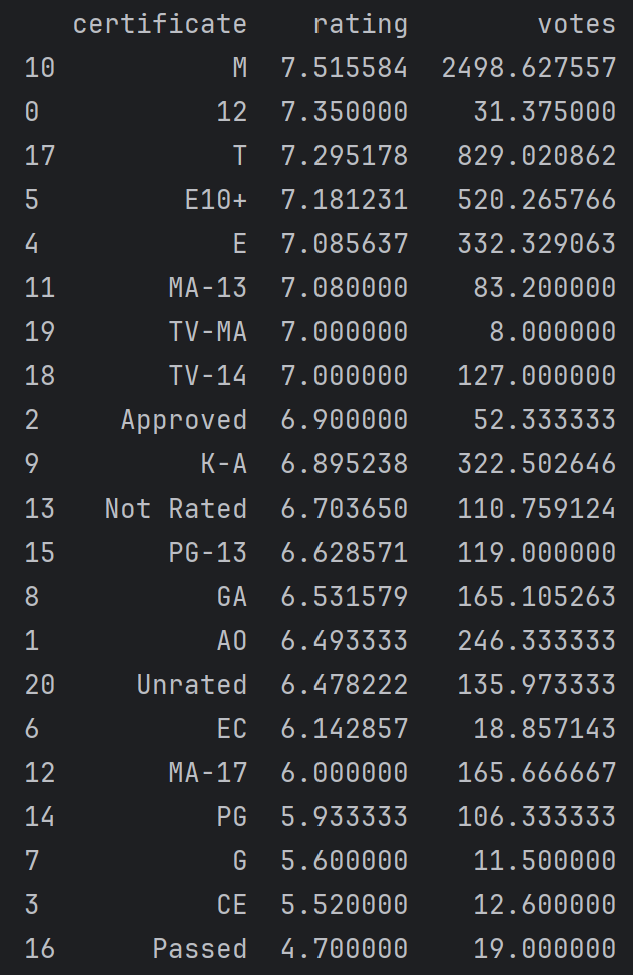 certificate rating votes
10 M 7.515584 2498.627557
0 12 7.350000 31.375000
17 T 7.295178 829.020862
5 E10+ 7.181231 520.265766
4 E 7.085637 332.329063
11 MA-13 7.080000 83.200000
19 TV-MA 7.000000 8.000000
18 TV-14 7.000000 127.000000
2 Approved 6.900000 52.333333
9 K-A 6.895238 322.502646
13 Not Rated 6.703650 110.759124
15 PG-13 6.628571 119.000000
8 GA 6.531579 165.105263
1 AO 6.493333 246.333333
20 Unrated 6.478222 135.973333
6 EC 6.142857 18.857143
12 MA-17 6.000000 165.666667
14 PG 5.933333 106.333333
7 G 5.600000 11.500000
3 CE 5.520000 12.600000
16 Passed 4.700000 19.000000